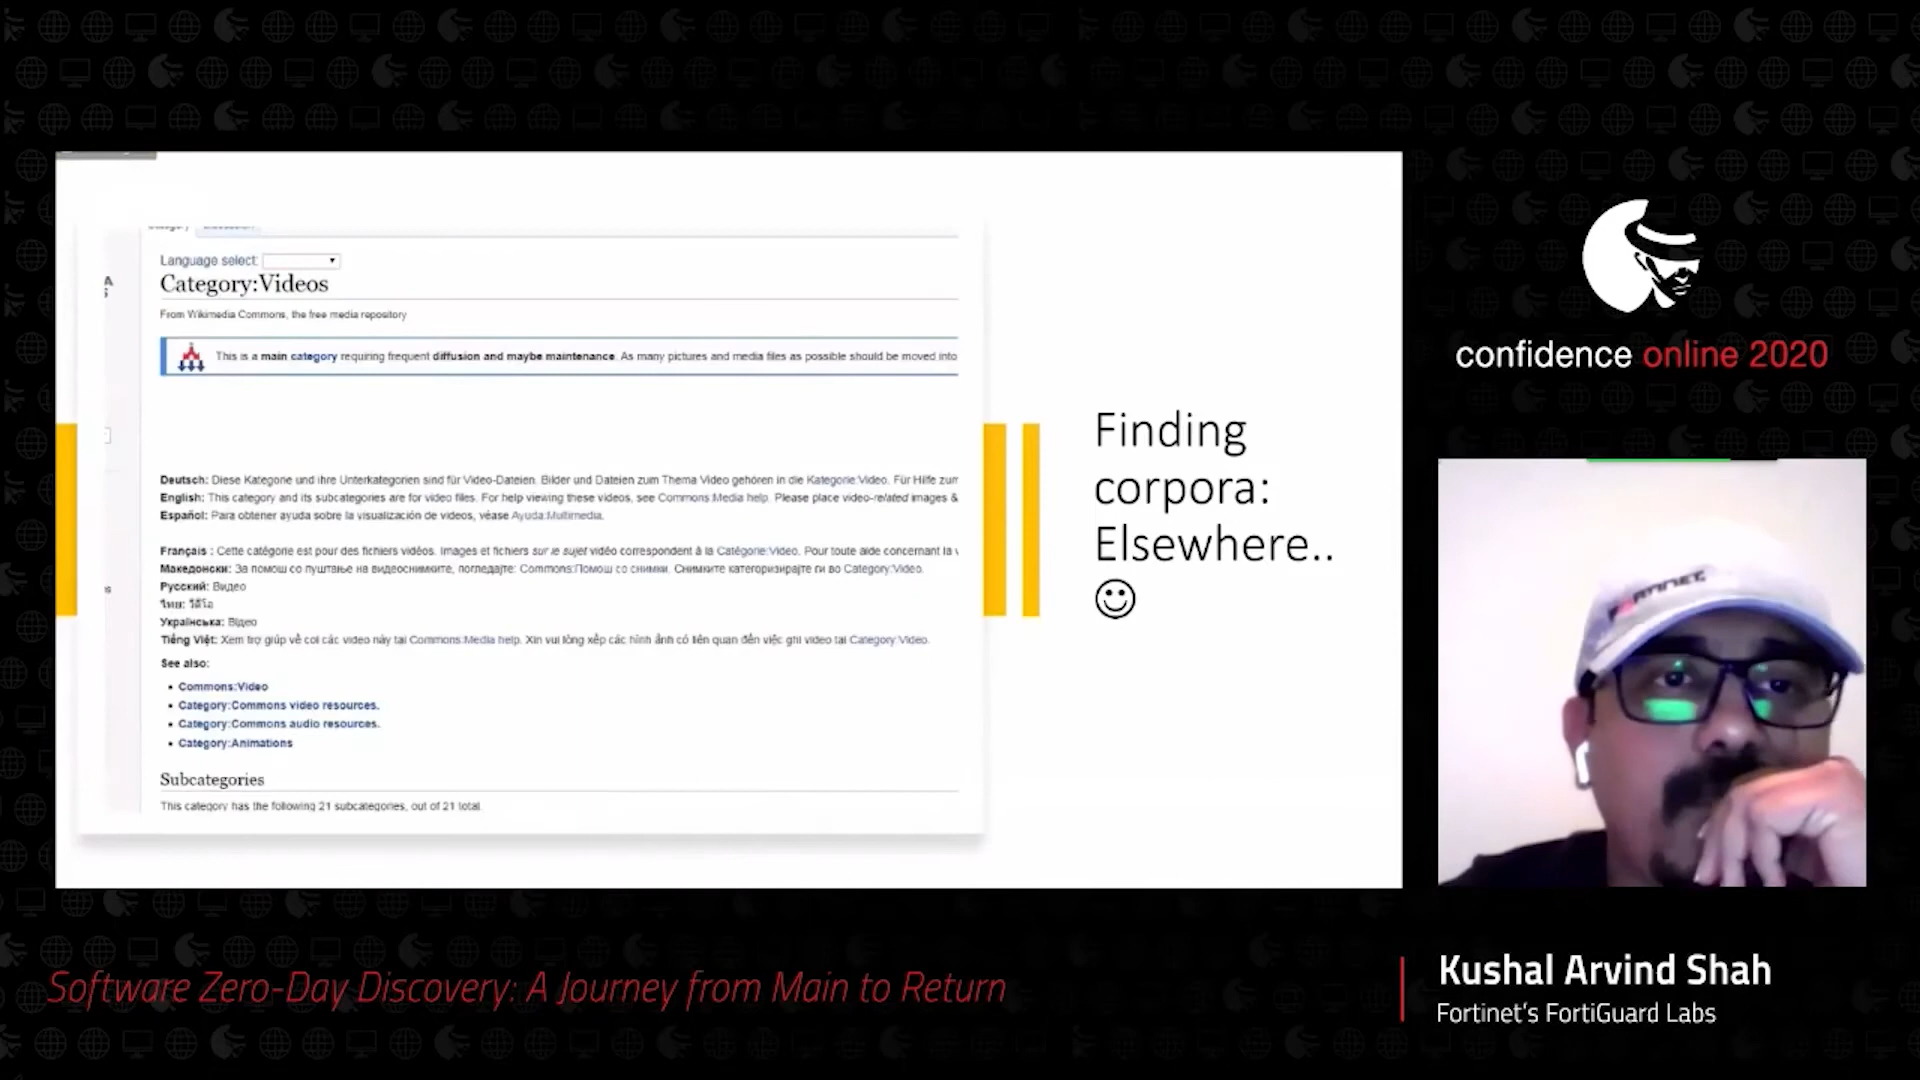 Language select:
Category:Videos
From Wikimedia Commons, the free media repository
This is a main category requiring frequent diffusion and maybe maintenance. As many pictures and media files as possible should be moved into
Deutsch: Diese Kategorie und ihre Unterkategorien sind für Video-Dateien. Bilder und Dateien zum Thema Video gehören in die Kategorie:Video. Für Hilfe zum
English: This category and its subcategories are for video files. For help viewing these videos, see Commons:Media help. Please place video-related images &
Español: Para obtener ayuda sobre la visualización de videos, véase Ayuda:Multimedia.
Français : Cette catégorie est pour des fichiers vidéos. Images et fichiers sur le sujet vidéo correspondent à la Catégorie:Video. Pour toute aide concernant la v
Македонски: За помош со пуштање на видеоснимките, погледајте: Commons:Помош со снимки. Снимките категоризирајте ги во Category:Video.
Русский: Видео
ไทย: วิดีโอ
Українська: Відео
Tiếng Việt: Xem trợ giúp về coi các video này tại Commons:Media help. Xin vui lòng xếp các hình ảnh có liên quan đến việc ghi video tại Category:Video.
See also:
Commons:Video
Category:Commons video resources.
Category:Commons audio resources.
Category:Animations
Subcategories
This category has the following 21 subcategories, out of 21 total.
Finding
corpora:
Elsewhere..
confidence online 2020
FORTINET
Software Zero-Day Discovery: A Journey from Main to Return
Kushal Arvind Shah
Fortinet's FortiGuard Labs